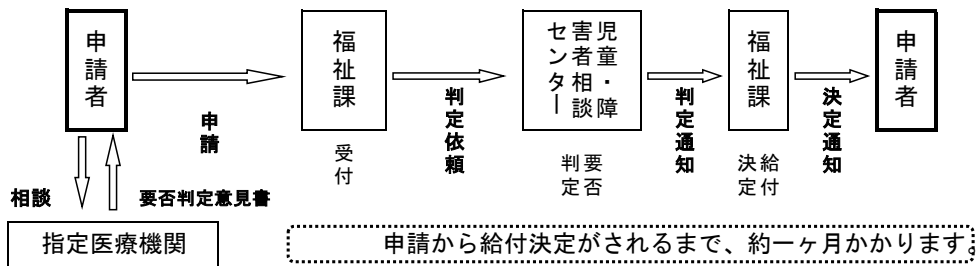 申請者
申請
福祉課
受付
判定依頼
児童・障
害者相談
センター
要否
判定
判定通知
福祉課
給付
決定
決定通知
申請者
相談
要否判定意見書
指定医療機関
申請から給付決定がされるまで、約一ヶ月かかります。